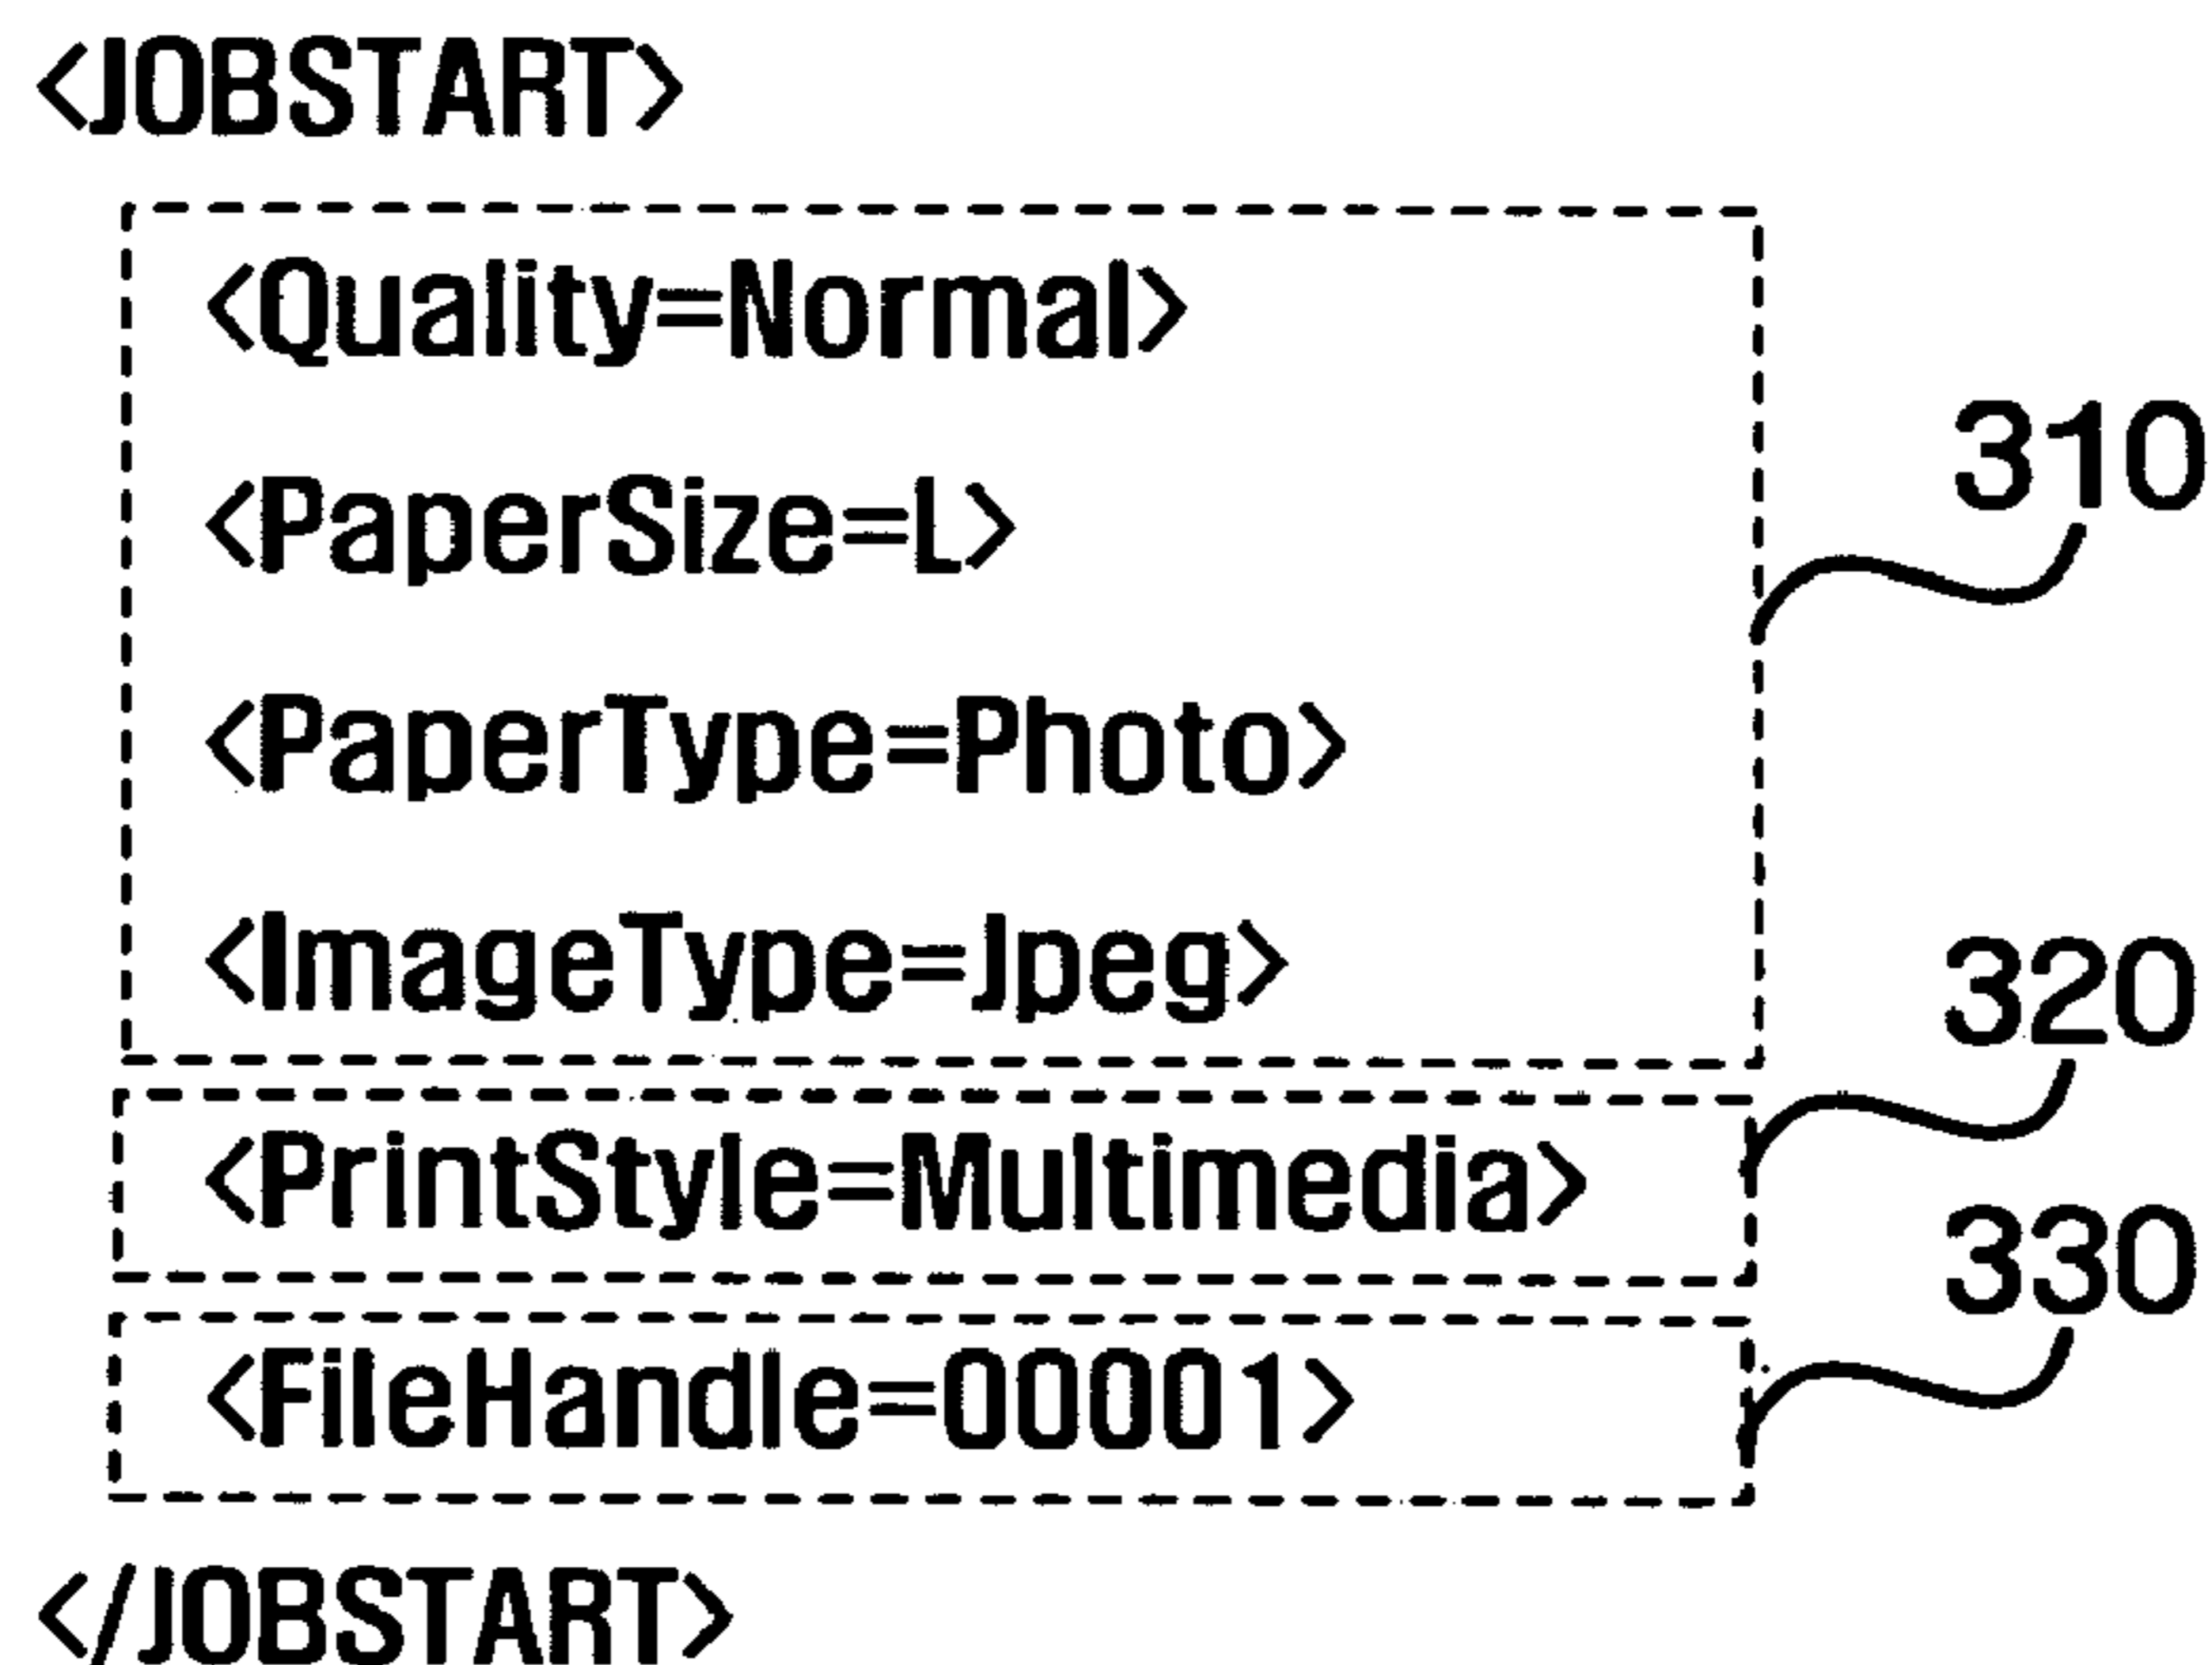 <JOBSTART>
<Quality=Normal>
<PaperSize=L>
310
<PaperType=Photo>
<ImageType=Jpeg>
320
<PrintStyle=Multimedia>
330
<FileHandle=00001>
</JOBSTART>